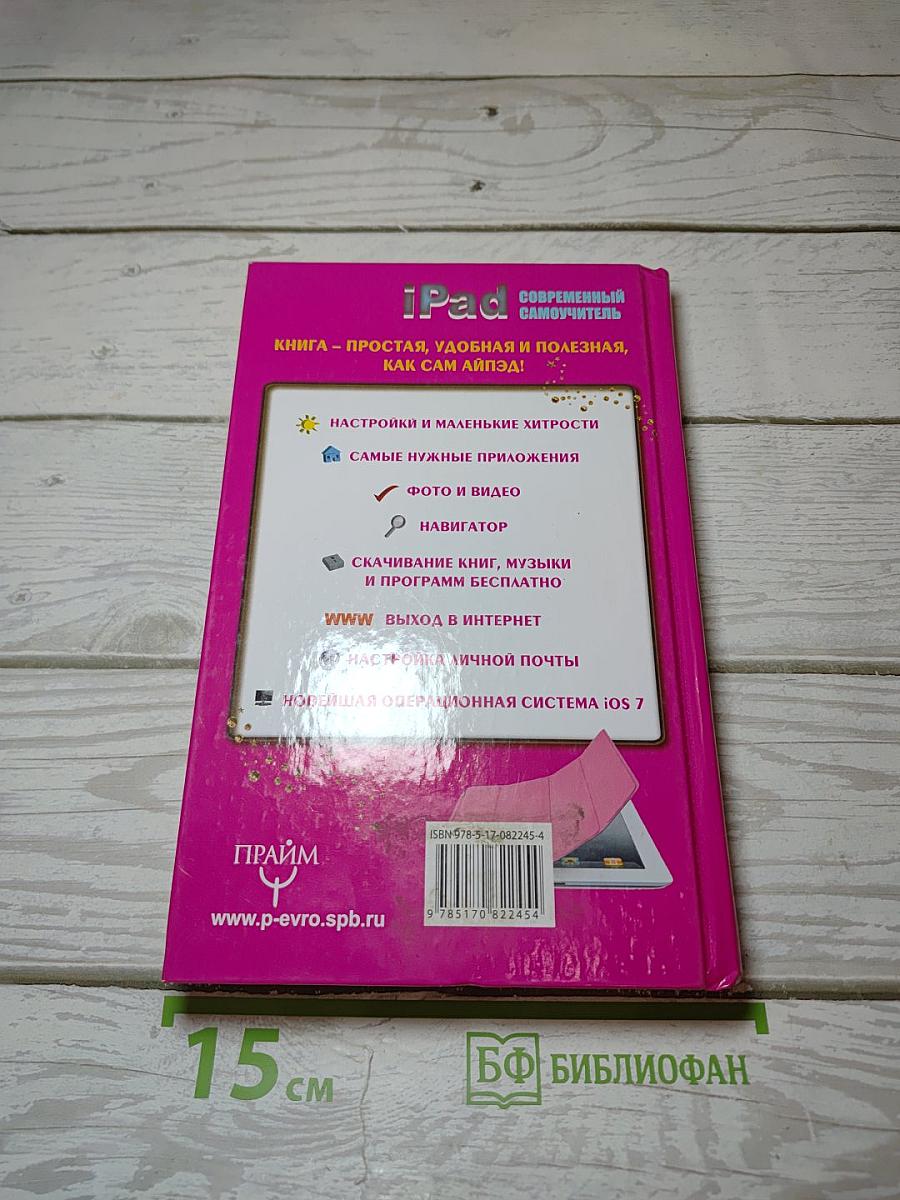 iPad СОВРЕМЕННЫЙ
САМОУЧИТЕЛЬ
КНИГА – ПРОСТАЯ, УДОБНАЯ И ПОЛЕЗНАЯ,
КАК САМ АЙПЭД!
НАСТРОЙКИ И МАЛЕНЬКИЕ ХИТРОСТИ
САМЫЕ НУЖНЫЕ ПРИЛОЖЕНИЯ
ФОТО И ВИДЕО
НАВИГАТОР
СКАЧИВАНИЕ КНИГ, МУЗЫКИ
И ПРОГРАММ БЕСПЛАТНО
WWW ВЫХОД В ИНТЕРНЕТ
НАСТРОЙКА ЛИЧНОЙ ПОЧТЫ
НОВЕЙШАЯ ОПЕРАЦИОННАЯ СИСТЕМА iOS 7
ISBN 978-5-17-082245-4
9 785170 822454
ПРАЙМ
www.p-evro.spb.ru
15 см
БФ БИБЛИОФАН